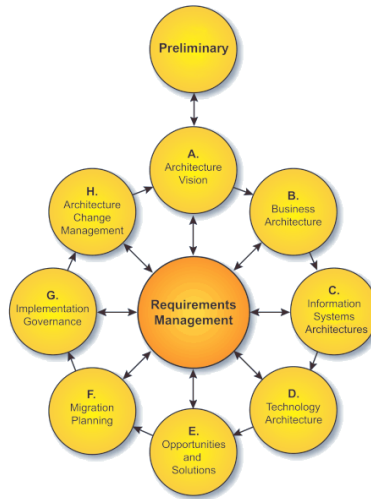 Preliminary
A.
Architecture
Vision
B.
Business
Architecture
C.
Information
Systems
Architectures
D.
Technology
Architecture
E.
Opportunities
and
Solutions
F.
Migration
Planning
G.
Implementation
Governance
H.
Architecture
Change
Management
Requirements
Management